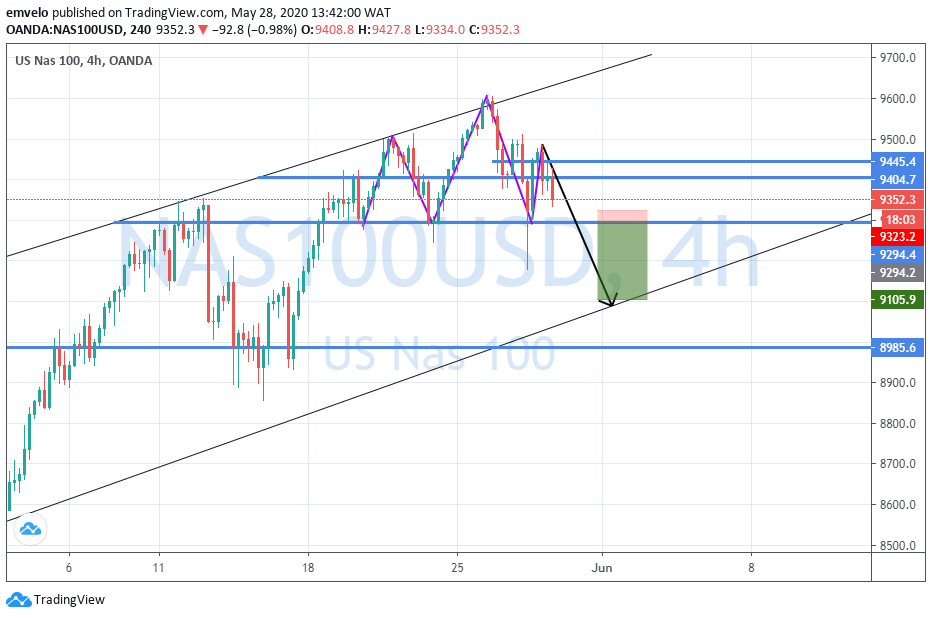 emvelo published on TradingView.com, May 28, 2020 13:42:00 WAT
OANDA:NAS100USD, 240 9352.3 ▼ −92.8 (−0.98%) O:9408.8 H:9427.8 L:9334.0 C:9352.3
US Nas 100, 4h, OANDA
NAS100USD, 4h
US Nas 100
9700.0
9600.0
9500.0
9445.4
9404.7
9352.3
18:03
9323.2
9294.4
9294.2
9105.9
8985.6
8900.0
8800.0
8700.0
8600.0
8500.0
6 11 18 25 Jun 8
TradingView